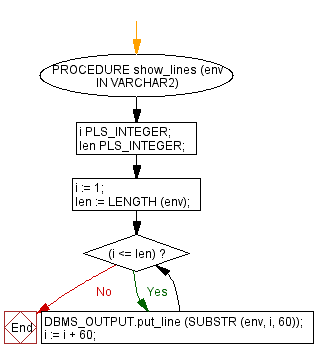 PROCEDURE show_lines (env
IN VARCHAR2)
i PLS_INTEGER;
len PLS_INTEGER;
i := 1;
len := LENGTH (env);
(i <= len) ?
No
Yes
End
DBMS_OUTPUT.put_line (SUBSTR (env, i, 60));
i := i + 60;